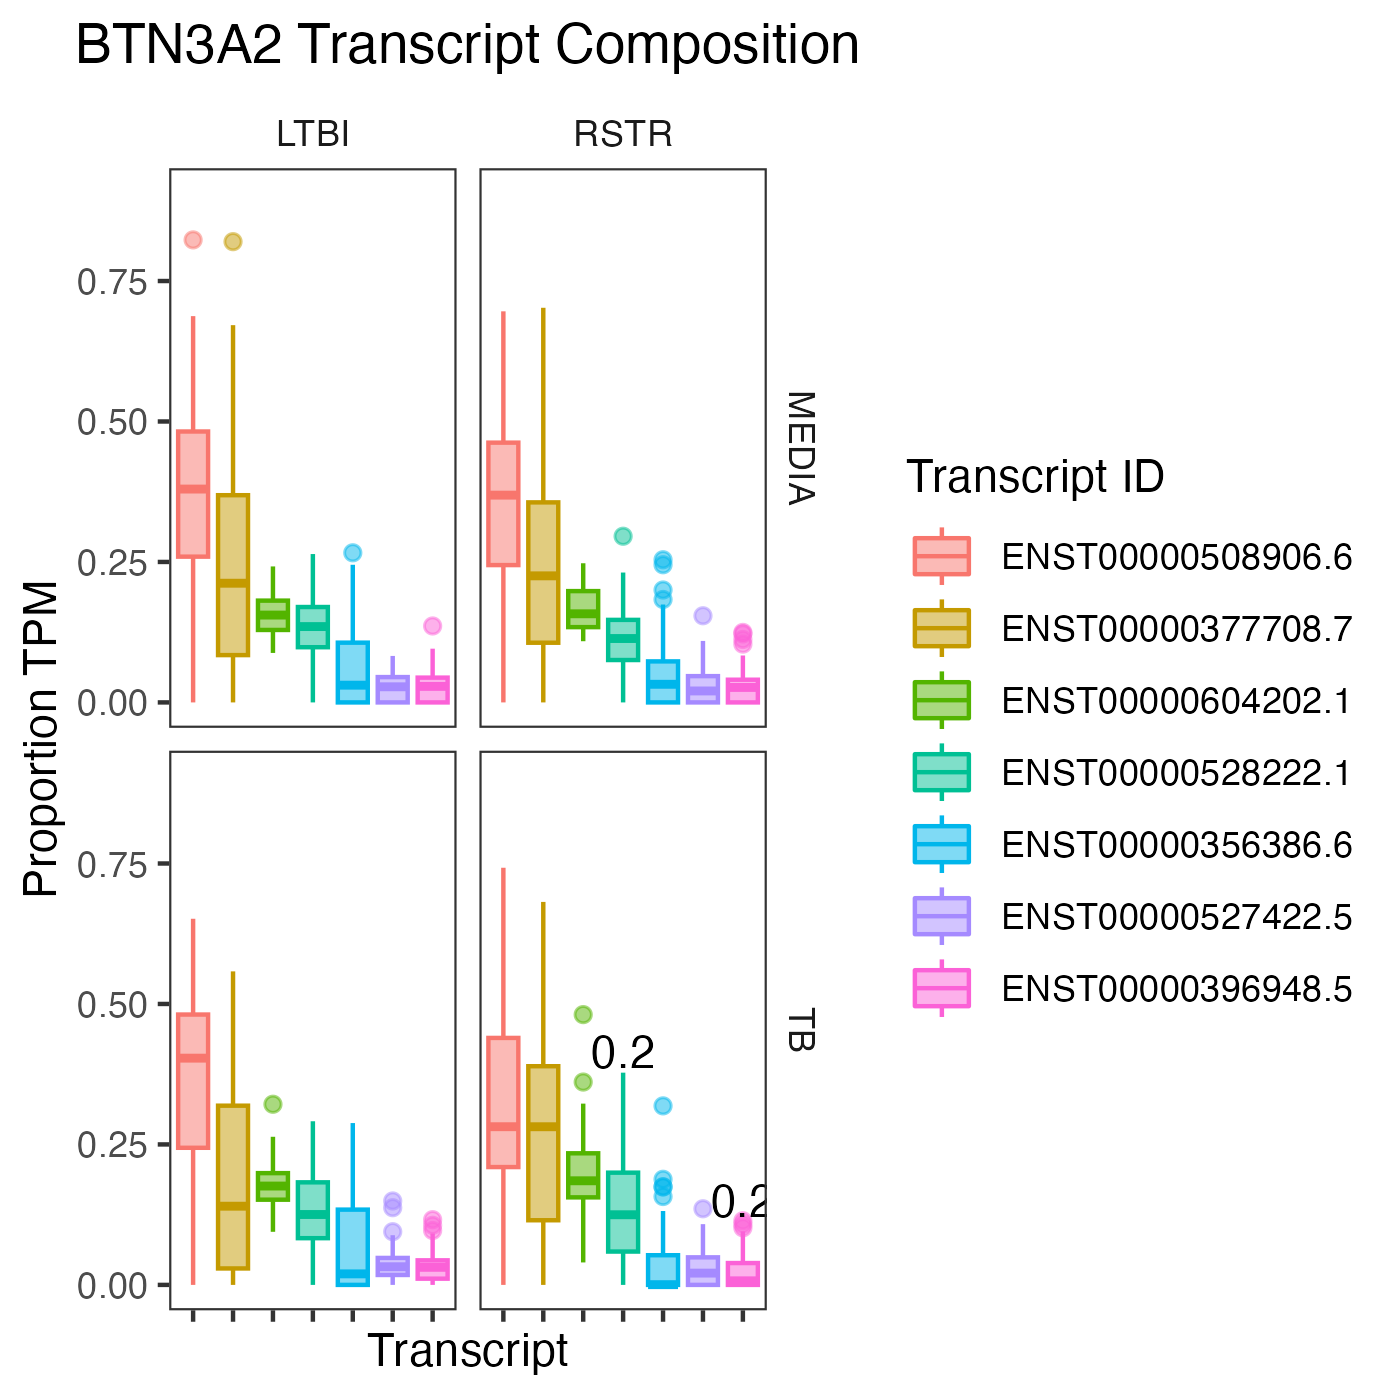 BTN3A2 Transcript Composition
LTBI
RSTR
0.75
0.50
0.25
0.00
MEDIA
0.75
0.50
0.25
0.00
0.2
0.2
TB
Proportion TPM
Transcript
Transcript ID
ENST00000508906.6
ENST00000377708.7
ENST00000604202.1
ENST00000528222.1
ENST00000356386.6
ENST00000527422.5
ENST00000396948.5